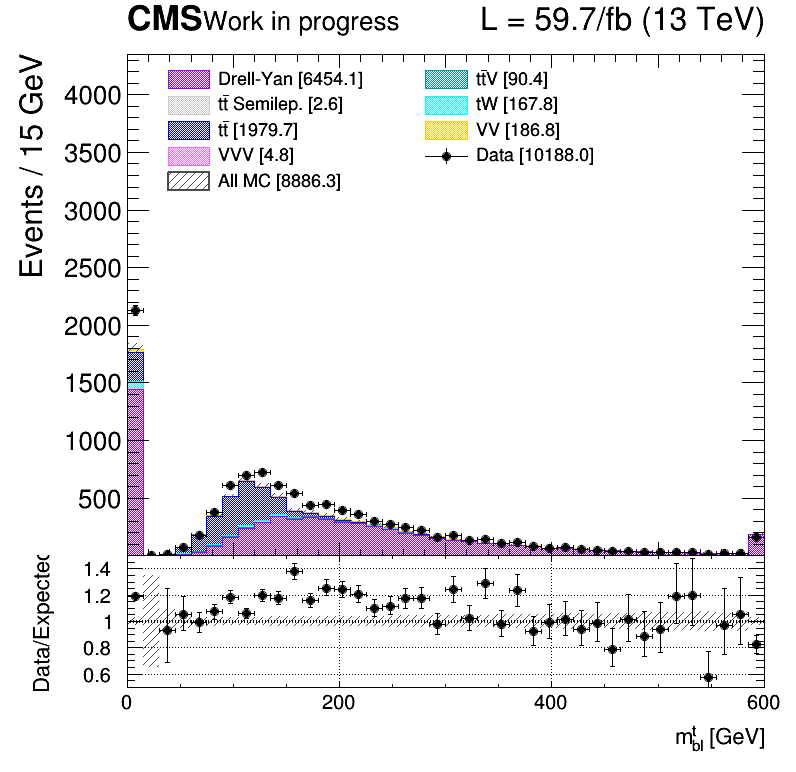 CMS Work in progress L = 59.7/fb (13 TeV)
Events / 15 GeV
4000
3500
3000
2500
2000
1500
1000
500
Drell-Yan [6454.1]
tt̄ Semilep. [2.6]
tt̄ [1979.7]
VVV [4.8]
All MC [8886.3]
tt̄V [90.4]
tW [167.8]
VV [186.8]
Data [10188.0]
Data/Expected
1.4
1.2
1
0.8
0.6
0 200 400 600
m^t_bl [GeV]